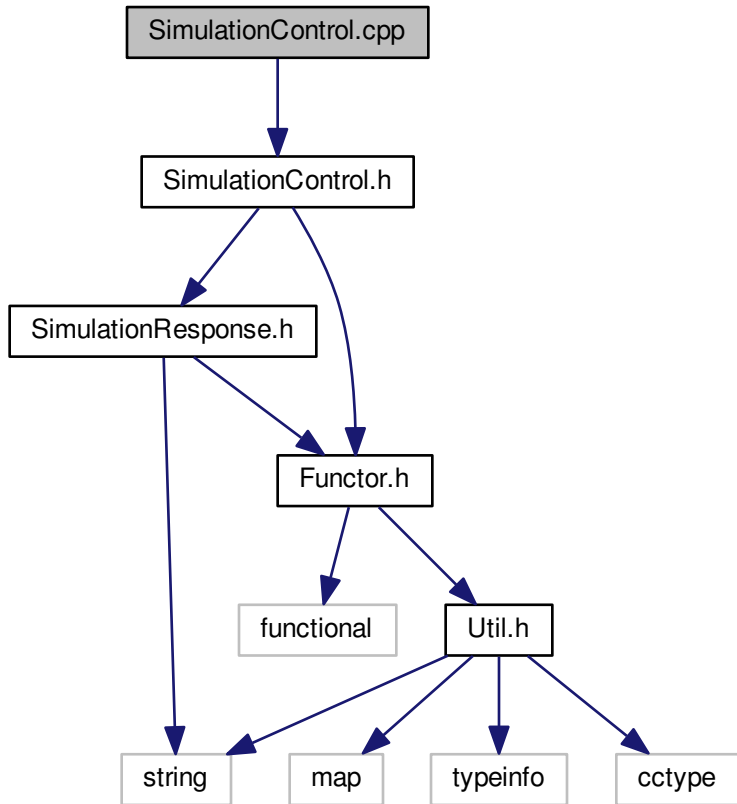 SimulationControl.cpp
SimulationControl.h
SimulationResponse.h
Functor.h
functional
Util.h
string
map
typeinfo
cctype